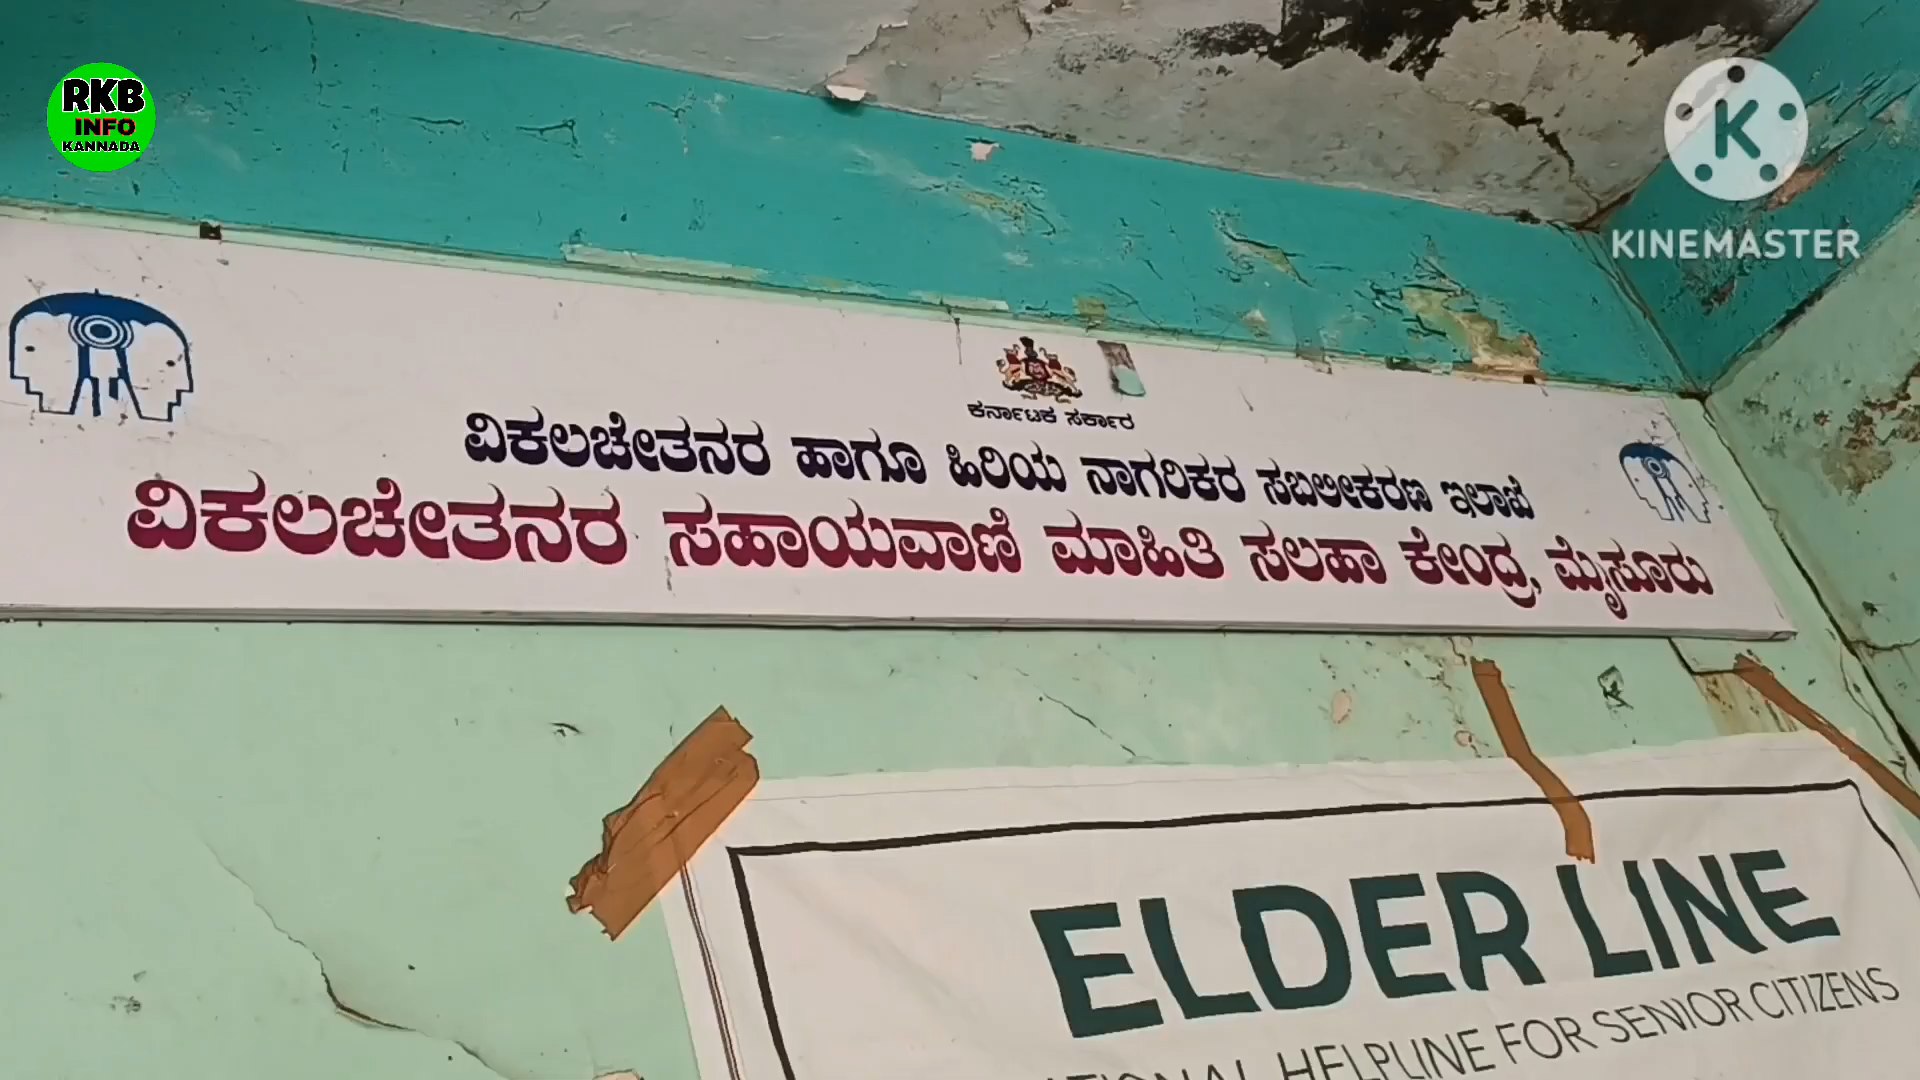 RKB
INFO
KANNADA
KINEMASTER
ಕರ್ನಾಟಕ ಸರ್ಕಾರ
ವಿಕಲಚೇತನರ ಹಾಗೂ ಹಿರಿಯ ನಾಗರಿಕರ ಸಬಲೀಕರಣ ಇಲಾಖೆ
ವಿಕಲಚೇತನರ ಸಹಾಯವಾಣಿ ಮಾಹಿತಿ ಸಲಹಾ ಕೇಂದ್ರ, ಮೈಸೂರು
ELDER LINE
HELPLINE FOR SENIOR CITIZENS